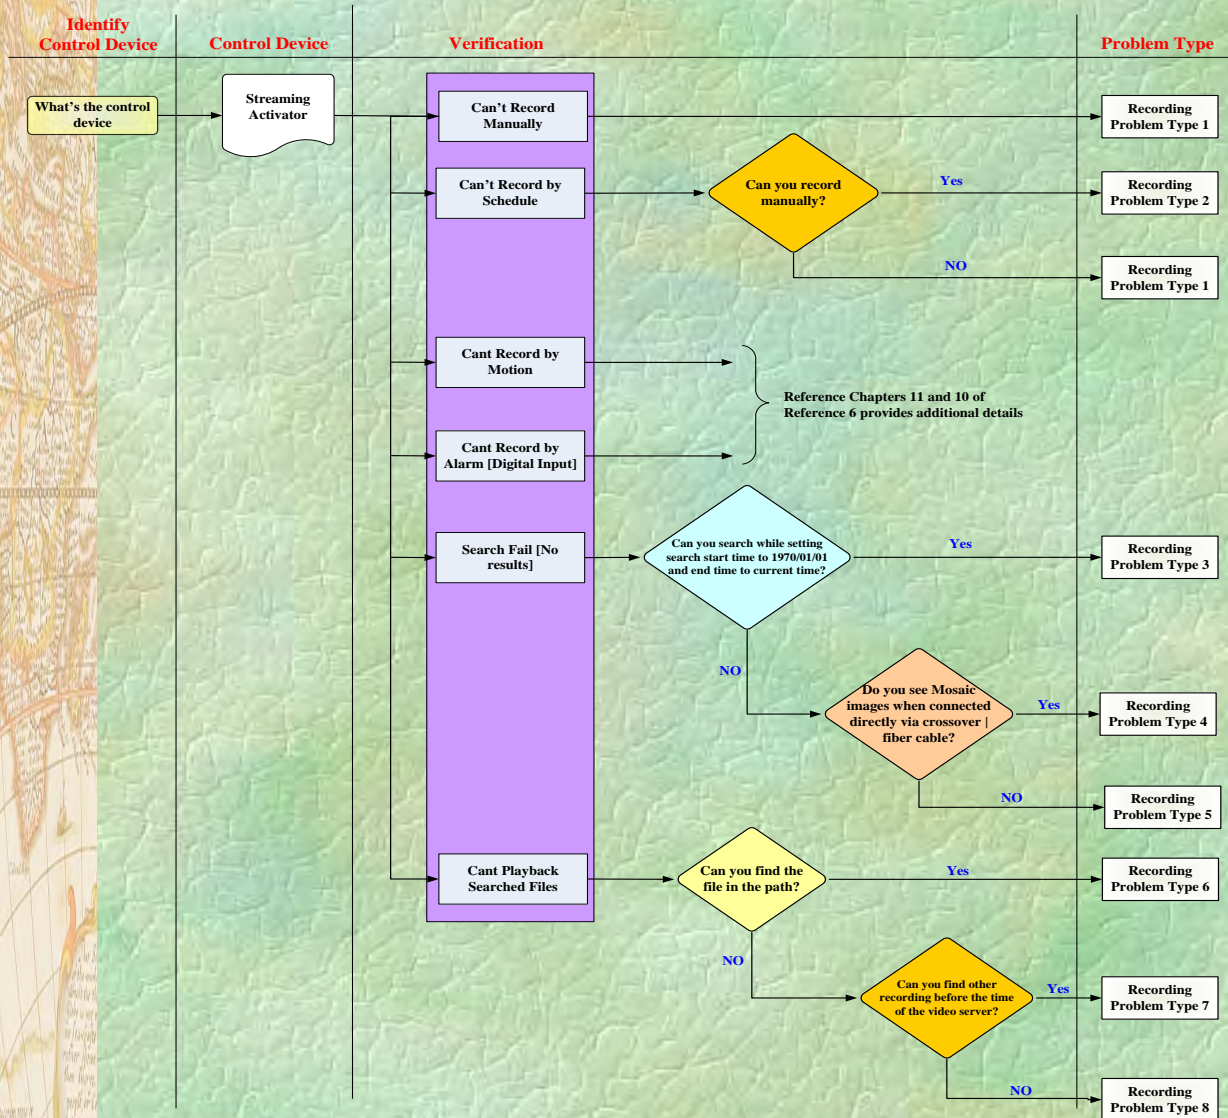 Identify
Control Device
Control Device
Verification
Problem Type
What's the control
device
Streaming
Activator
Can't Record
Manually
Recording
Problem Type 1
Can't Record by
Schedule
Can you record
manually?
Yes
Recording
Problem Type 2
NO
Recording
Problem Type 1
Cant Record by
Motion
Reference Chapters 11 and 10 of
Reference 6 provides additional details
Cant Record by
Alarm [Digital Input]
Search Fail [No
results]
Can you search while setting
search start time to 1970/01/01
and end time to current time?
Yes
Recording
Problem Type 3
NO
Do you see Mosaic
images when connected
directly via crossover |
fiber cable?
Yes
Recording
Problem Type 4
NO
Recording
Problem Type 5
Cant Playback
Searched Files
Can you find the
file in the path?
Yes
Recording
Problem Type 6
NO
Can you find other
recording before the time
of the video server?
Yes
Recording
Problem Type 7
NO
Recording
Problem Type 8